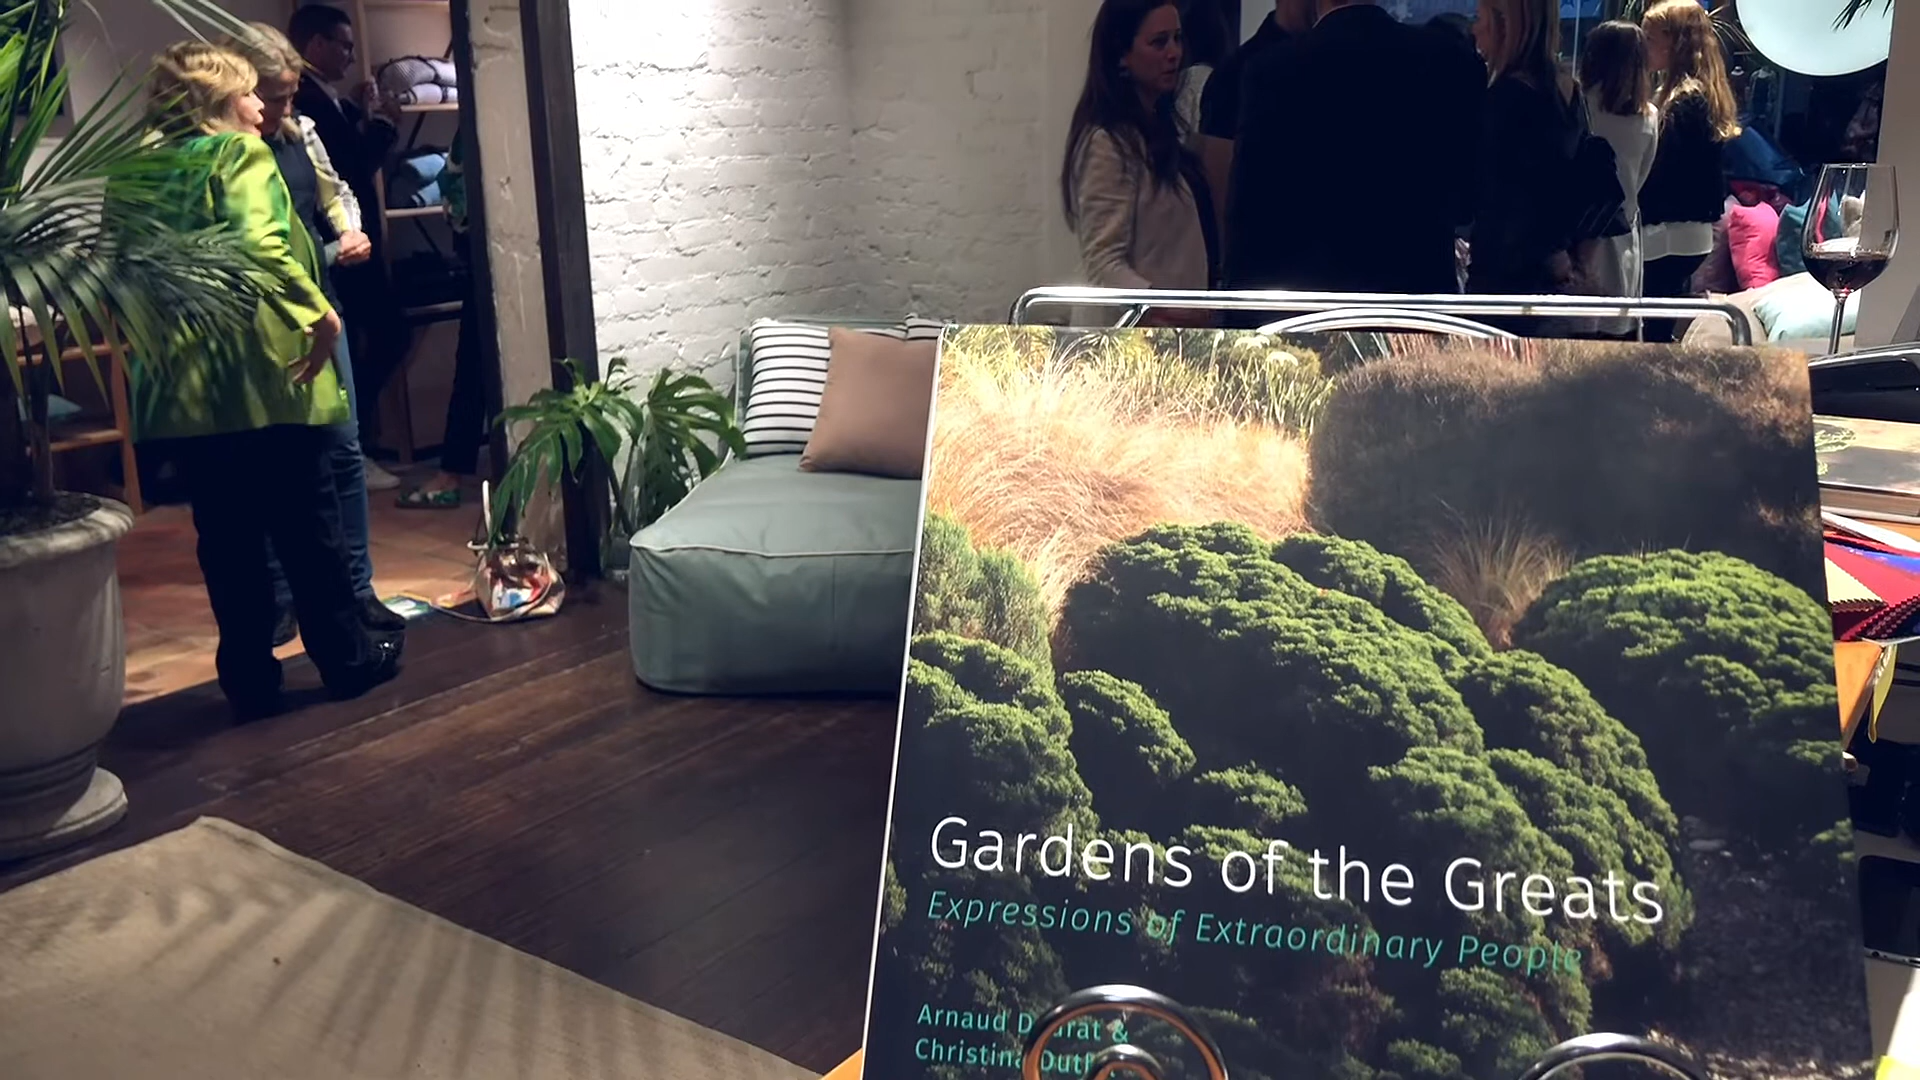 Gardens of the Greats
Expressions of Extraordinary People
Arnaud &
Christina